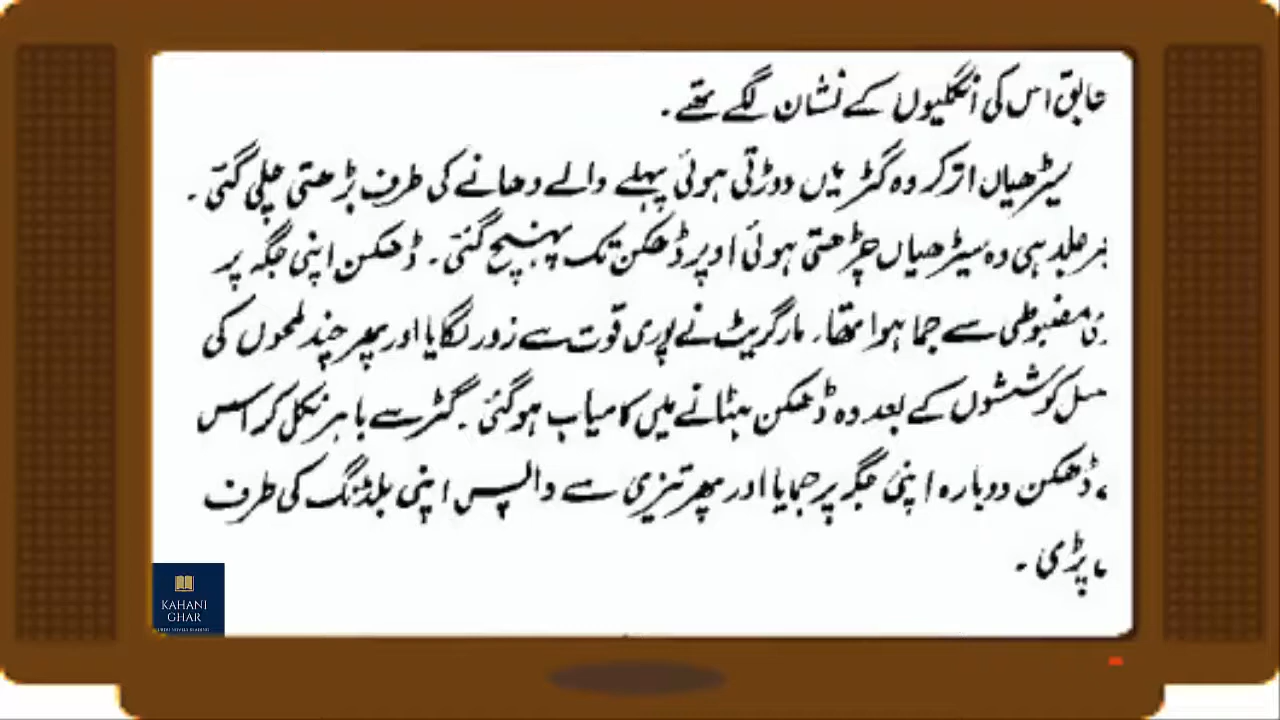 اس کی انگلیوں کے نشان لگے تھے۔
سیڑھیاں اتر کر وہ گٹر میں دوڑتی ہوئی پہلے والے دھانے کی طرف بڑھتی چلی گئی۔
جلد ہی وہ سیڑھیاں چڑھتی ہوئی اوپر ڈھکن تک پہنچ گئی۔ ڈھکن اپنی جگہ پر
مضبوطی سے جما ہوا تھا۔ مارگریٹ نے پوری قوت سے زور لگایا اور پھر چند لمحوں کی
کوششوں کے بعد وہ ڈھکن ہٹانے میں کامیاب ہوگئی۔ گٹر سے باہر نکل کر اس
ڈھکن دوبارہ اپنی جگہ پر جمایا اور پھر تیزی سے واپس اپنی بلڈنگ کی طرف
پڑی۔
KAHANI
GHAR